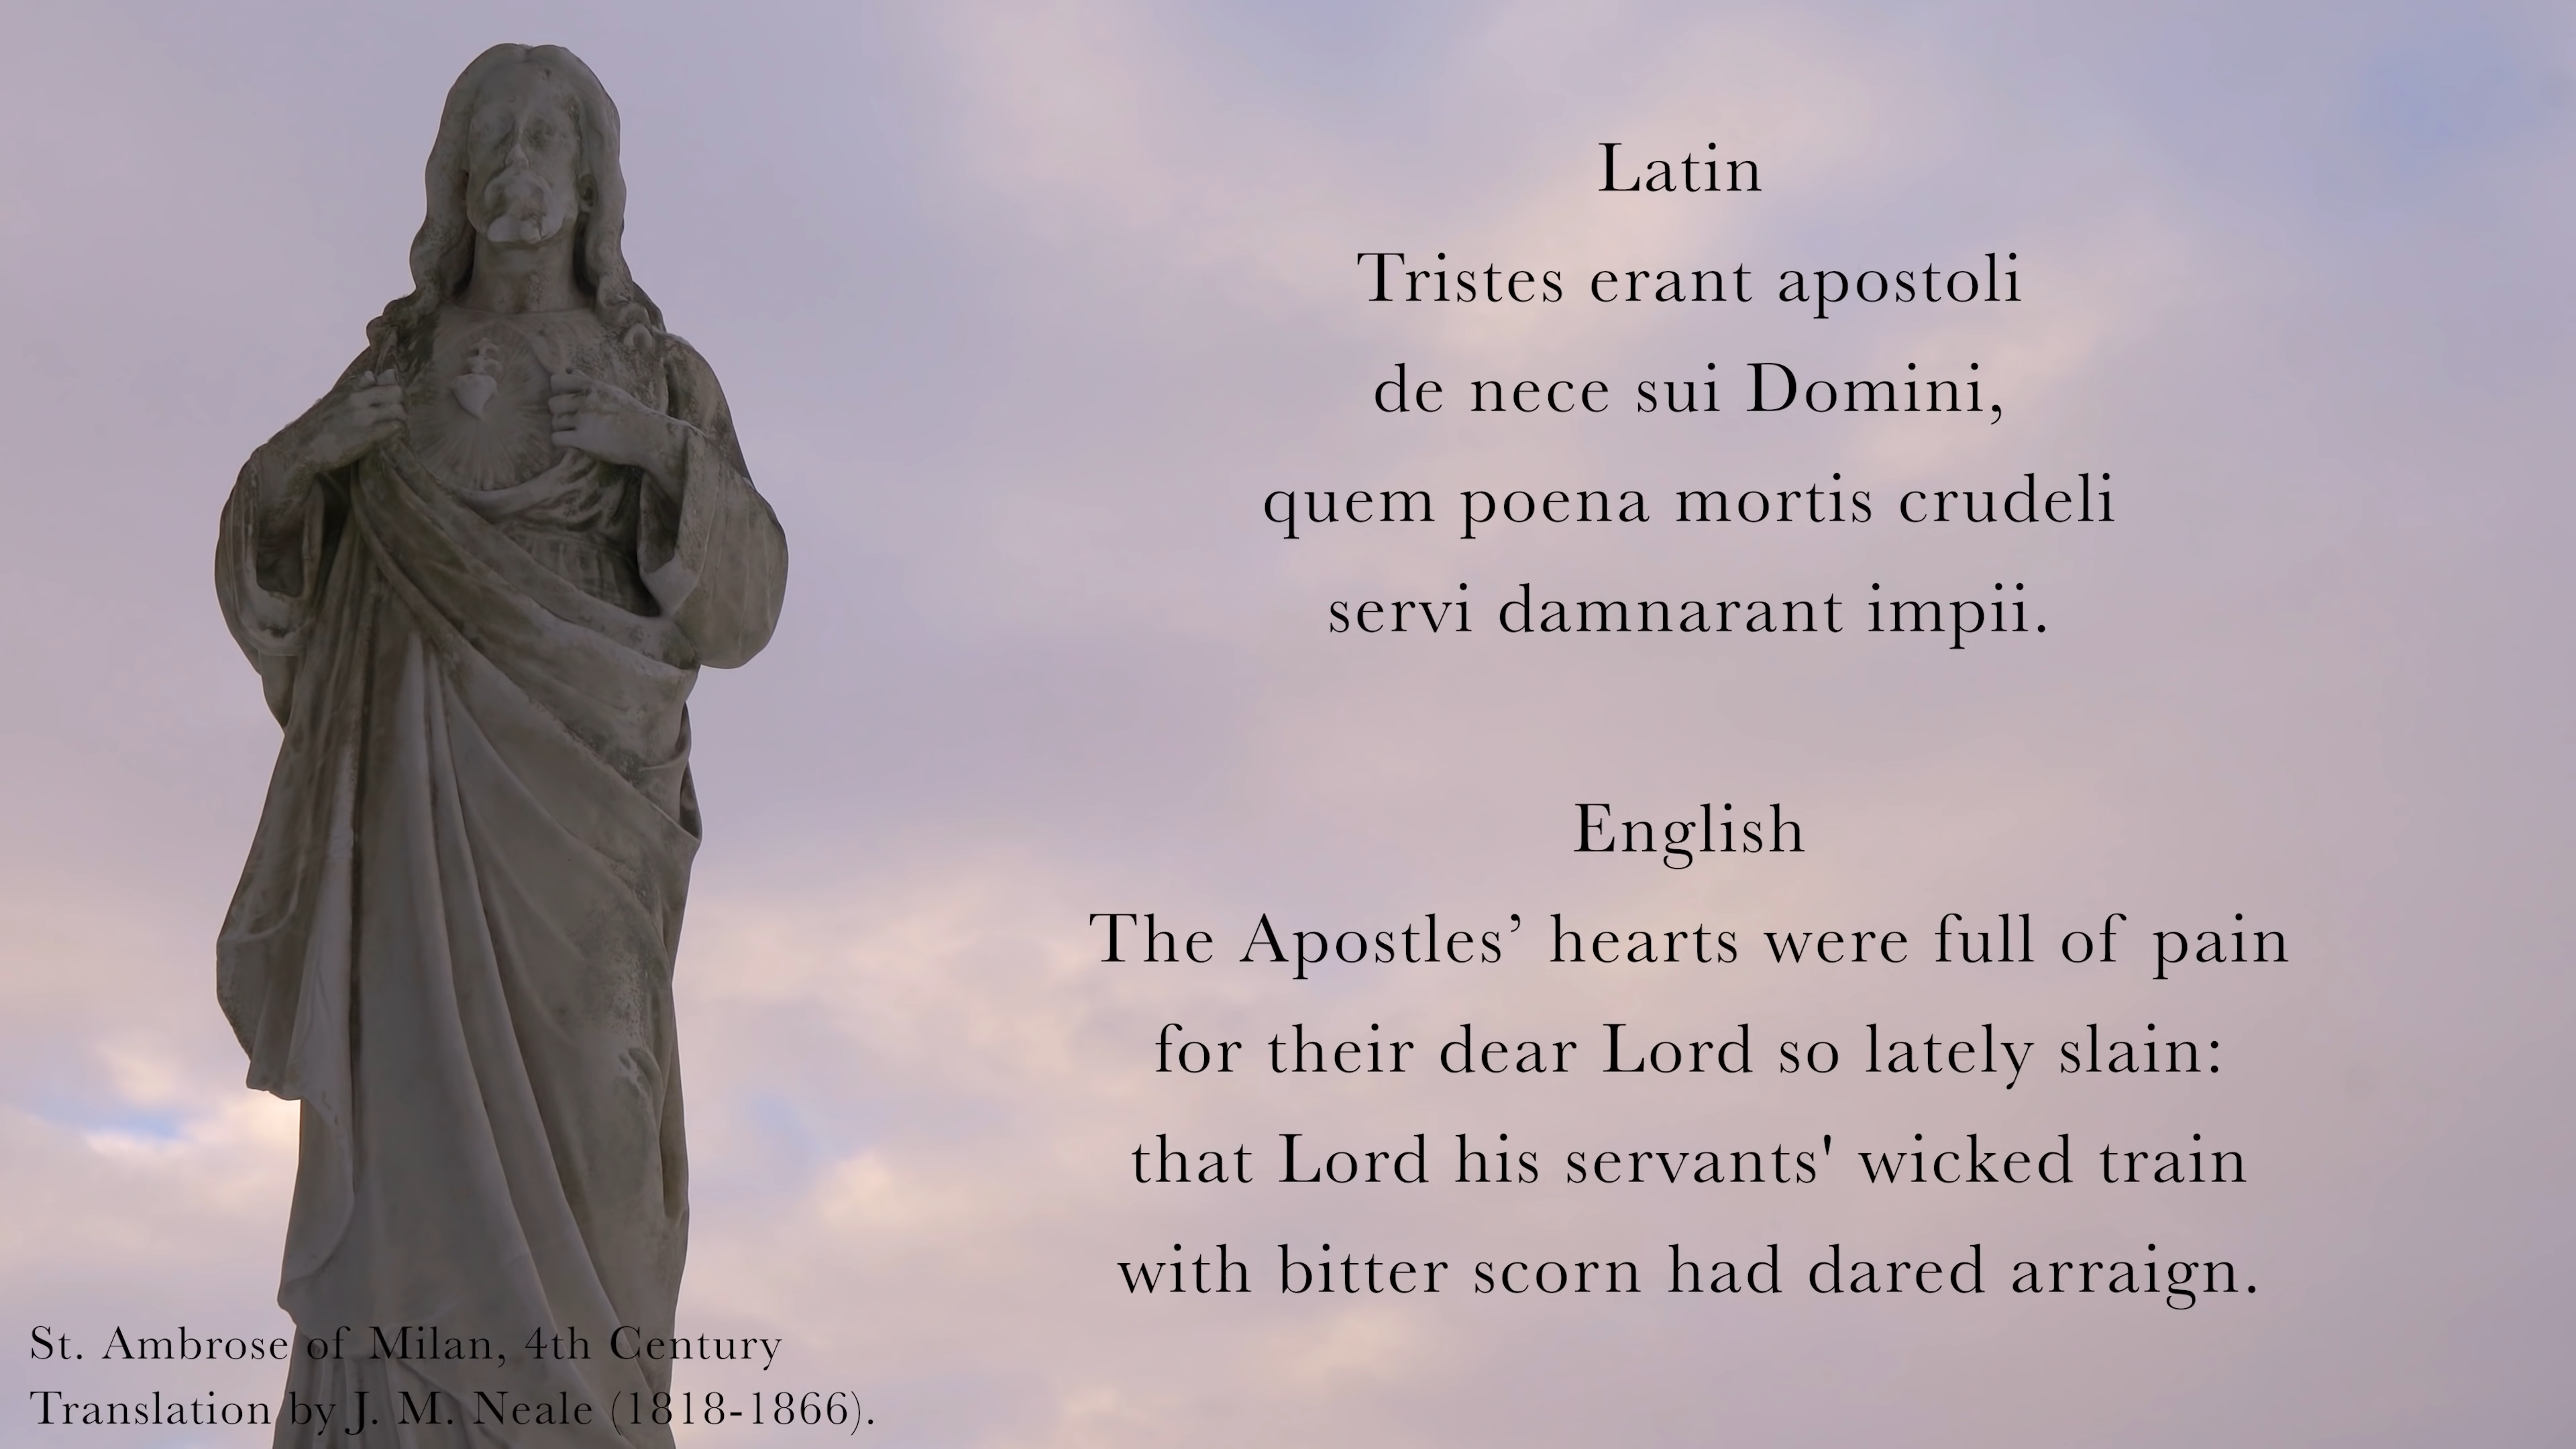 Latin
Tristes erant apostoli
de nece sui Domini,
quem poena mortis crudeli
servi damnarant impii.
English
The Apostles’ hearts were full of pain
for their dear Lord so lately slain:
that Lord his servants' wicked train
with bitter scorn had dared arraign.
St. Ambrose of Milan, 4th Century
Translation by J. M. Neale (1818-1866).